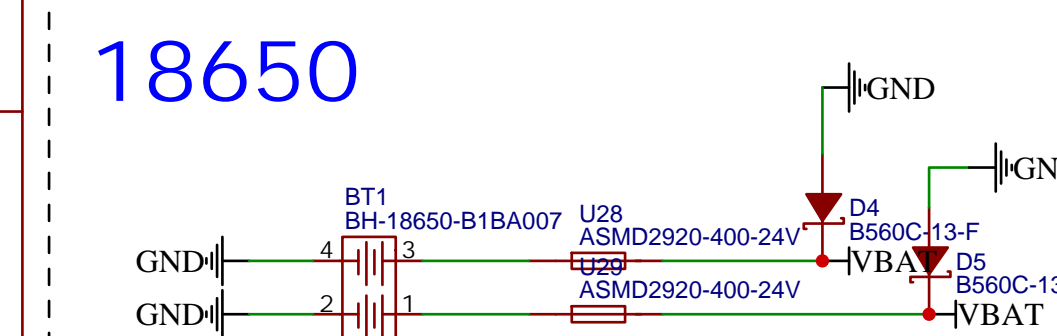 18650
GND
GN
BT1
BH-18650-B1BA007
U28
ASMD2920-400-24V
D4
B560C-13-F
GND
4
3
VBAT
U29
ASMD2920-400-24V
D5
B560C-13
GND
2
1
VBAT